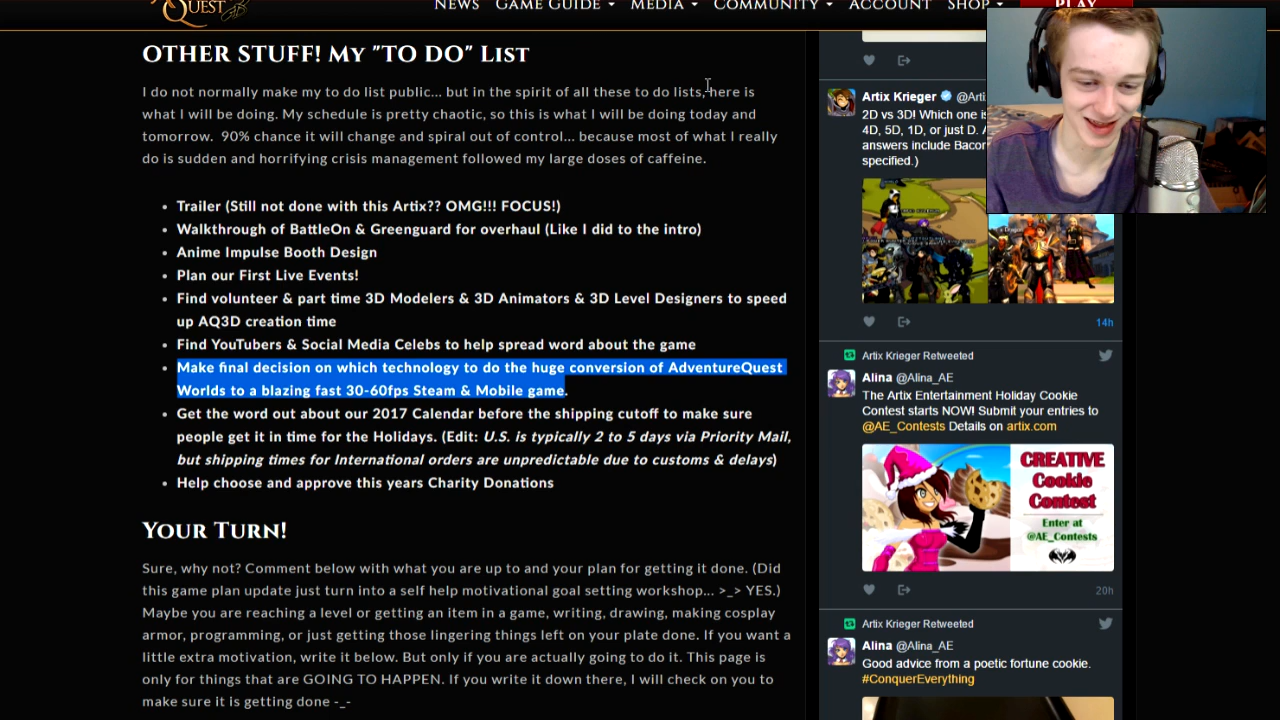 QUEST
NEWS GAME GUIDE MEDIA COMMUNITY ACCOUNT SHOP PLAY
OTHER STUFF! MY "TO DO" LIST
I do not normally make my to do list public... but in the spirit of all these to do lists, here is
what I will be doing. My schedule is pretty chaotic, so this is what I will be doing today and
tomorrow. 90% chance it will change and spiral out of control... because most of what I really
do is sudden and horrifying crisis management followed my large doses of caffeine.
• Trailer (Still not done with this Artix?? OMG!!! FOCUS!)
• Walkthrough of BattleOn & Greenguard for overhaul (Like I did to the intro)
• Anime Impulse Booth Design
• Plan our First Live Events!
• Find volunteer & part time 3D Modelers & 3D Animators & 3D Level Designers to speed
up AQ3D creation time
• Find YouTubers & Social Media Celebs to help spread word about the game
• Make final decision on which technology to do the huge conversion of AdventureQuest
Worlds to a blazing fast 30-60fps Steam & Mobile game.
• Get the word out about our 2017 Calendar before the shipping cutoff to make sure
people get it in time for the Holidays. (Edit: U.S. is typically 2 to 5 days via Priority Mail,
but shipping times for International orders are unpredictable due to customs & delays)
• Help choose and approve this years Charity Donations
YOUR TURN!
Sure, why not? Comment below with what you are up to and your plan for getting it done. (Did
this game plan update just turn into a self help motivational goal setting workshop... >_> YES.)
Maybe you are reaching a level or getting an item in a game, writing, drawing, making cosplay
armor, programming, or just getting those lingering things left on your plate done. If you want a
little extra motivation, write it below. But only if you are actually going to do it. This page is
only for things that are GOING TO HAPPEN. If you write it down there, I will check on you to
make sure it is getting done -_-
Artix Krieger @Arti
2D vs 3D! Which one is
4D, 5D, 1D, or just D. A
answers include Bacon
specified.)
14h
Artix Krieger Retweeted
Alina @Alina_AE
The Artix Entertainment Holiday Cookie
Contest starts NOW! Submit your entries to
@AE_Contests Details on artix.com
CREATIVE
Cookie
Contest
Enter at
@AE_Contests
20h
Artix Krieger Retweeted
Alina @Alina_AE
Good advice from a poetic fortune cookie.
#ConquerEverything